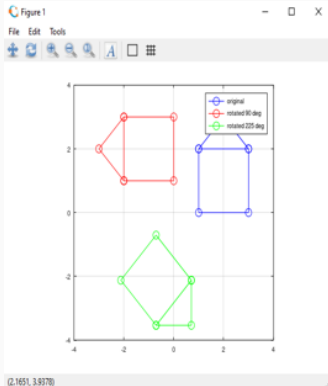 Figure 1
File Edit Tools
A
4
2
0
-2
-4
-4 -2 0 2 4
original
rotated 90 deg
rotated 225 deg
(2.1651, 3.9378)